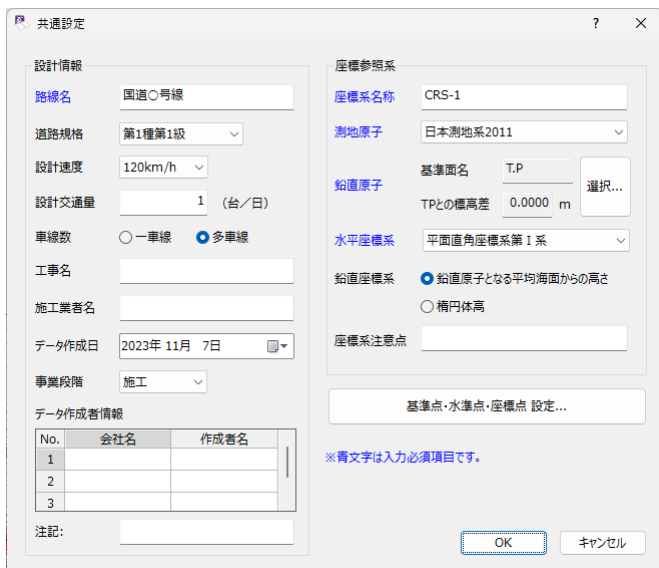 共通設定
設計情報
路線名 国道○号線
道路規格 第1種第1級
設計速度 120km/h
設計交通量 1 (台/日)
車線数 一車線 多車線
工事名
施工業者名
データ作成日 2023年 11月 7日
事業段階 施工
データ作成者情報
No. 会社名 作成者名
1
2
3
注記:
座標参照系
座標系名称 CRS-1
測地原子 日本測地系2011
鉛直原子 基準面名 T.P 選択...
TPとの標高差 0.0000 m
水平座標系 平面直角座標系第Ⅰ系
鉛直座標系 鉛直原子となる平均海面からの高さ
楕円体高
座標系注意点
基準点・水準点・座標点 設定...
※青文字は入力必須項目です。
OK キャンセル